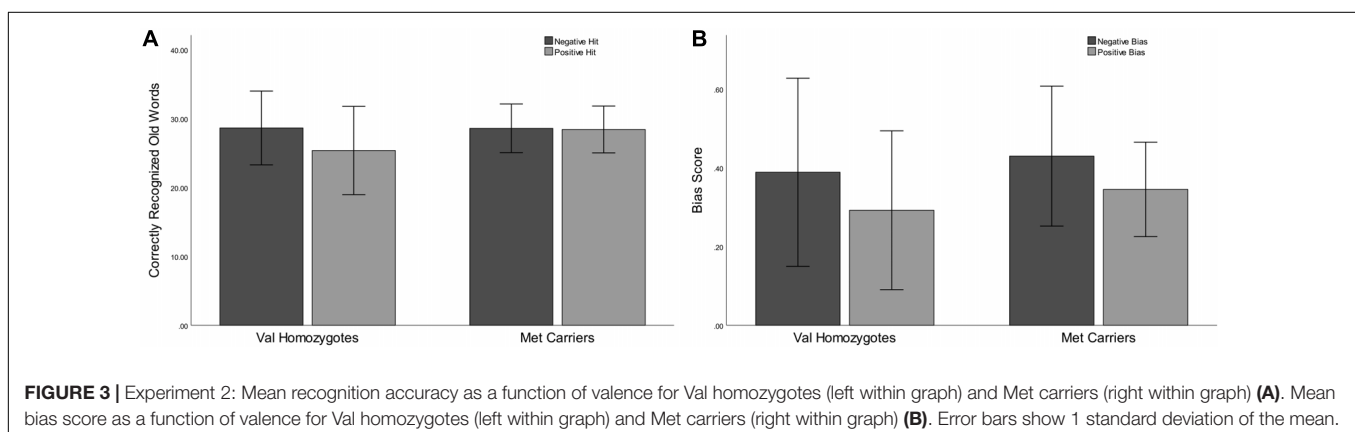 A
40.00
30.00
20.00
10.00
.00
Correctly Recognized Old Words
Negative Hit
Positive Hit
Val Homozygotes
Met Carriers
B
.60
.40
.20
.00
Bias Score
Negative Bias
Positive Bias
Val Homozygotes
Met Carriers
FIGURE 3 | Experiment 2: Mean recognition accuracy as a function of valence for Val homozygotes (left within graph) and Met carriers (right within graph) (A). Mean
bias score as a function of valence for Val homozygotes (left within graph) and Met carriers (right within graph) (B). Error bars show 1 standard deviation of the mean.